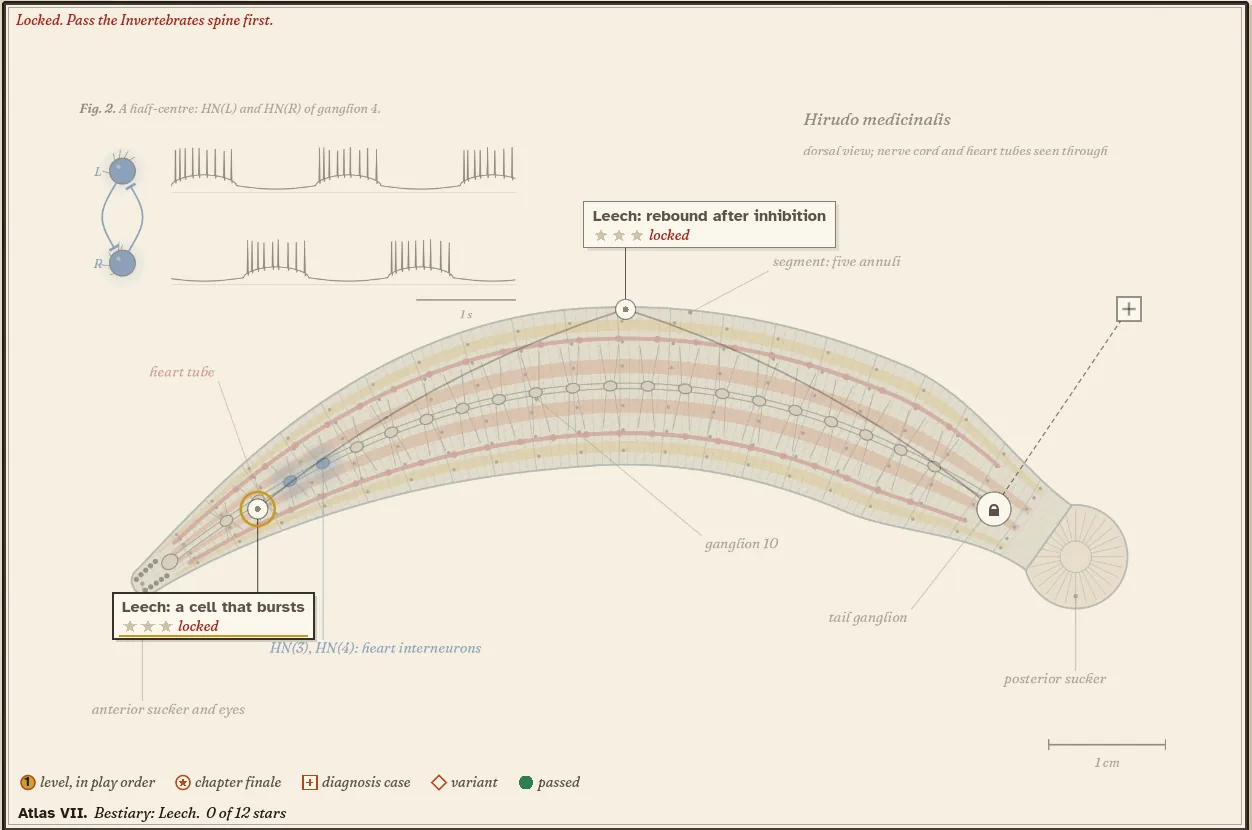 Locked. Pass the Invertebrates spine first.
Fig. 2. A half-centre: HN(L) and HN(R) of ganglion 4.
Hirudo medicinalis
dorsal view; nerve cord and heart tubes seen through
L
R
1 s
Leech: rebound after inhibition
locked
segment: five annuli
heart tube
ganglion 10
Leech: a cell that bursts
locked
HN(3), HN(4): heart interneurons
tail ganglion
posterior sucker
anterior sucker and eyes
1 cm
1 level, in play order
chapter finale
diagnosis case
variant
passed
Atlas VII. Bestiary: Leech. 0 of 12 stars